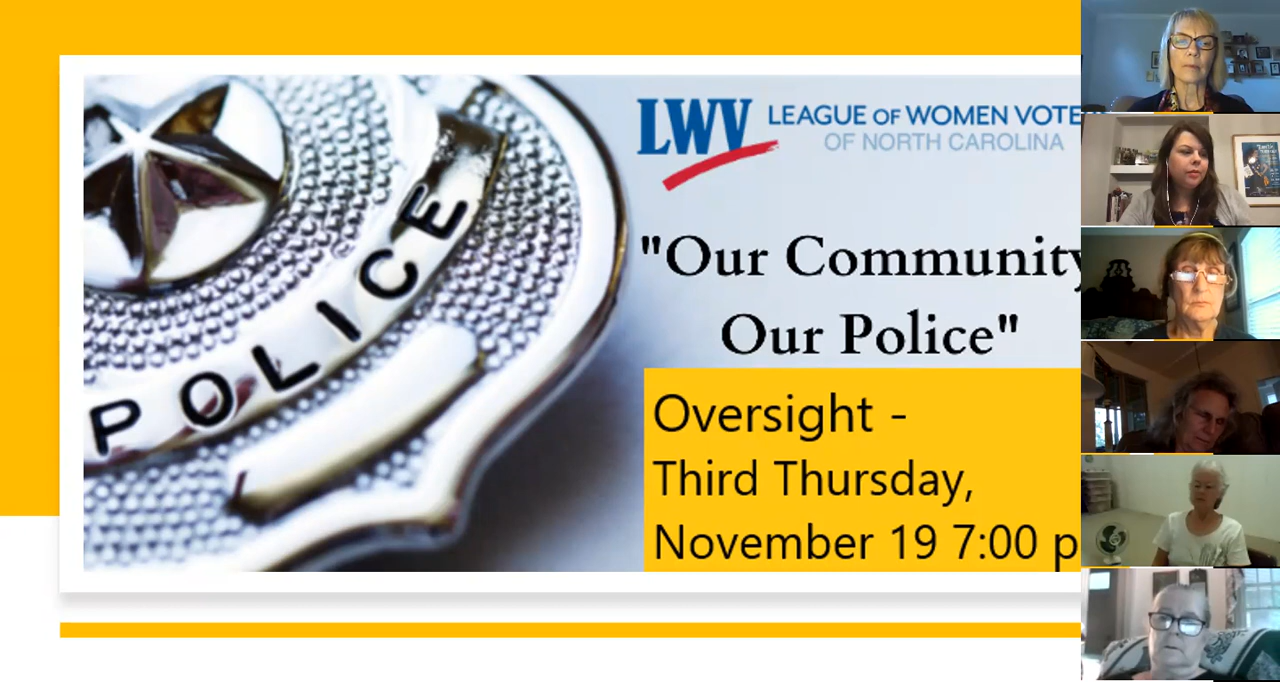 POLICE
LWV
LEAGUE OF WOMEN VOTE
OF NORTH CAROLINA
"Our Community
Our Police"
Oversight -
Third Thursday,
November 19 7:00 p